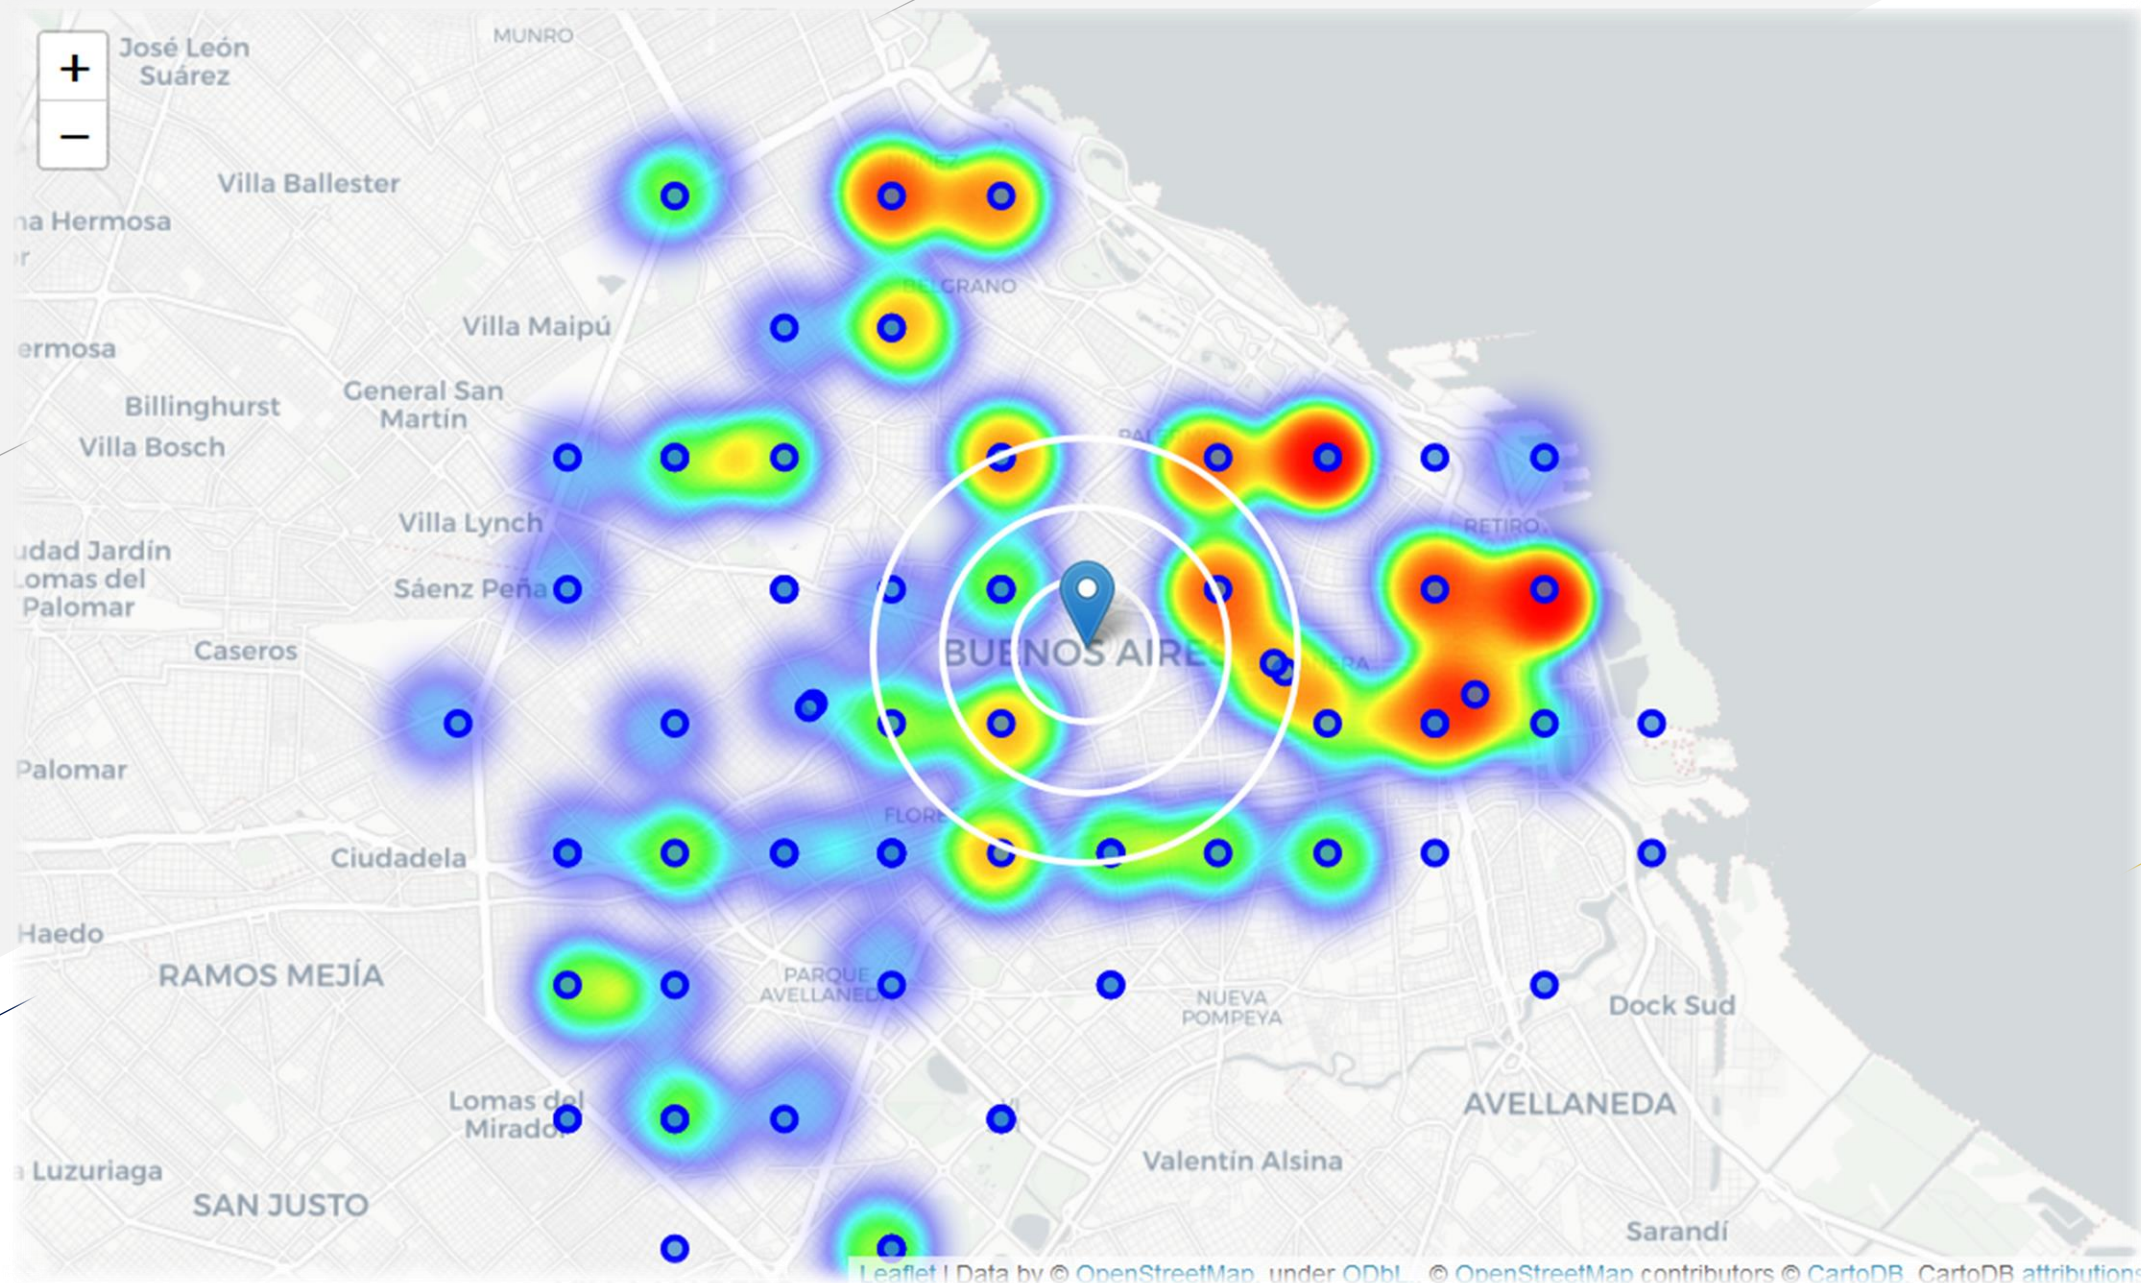 +
−
MUNRO
José León
Suárez
NUÑEZ
Villa Ballester
na Hermosa
or
BELGRANO
Villa Maipú
ermosa
General San
Martín
Billinghurst
Villa Bosch
Villa Lynch
RETIRO
udad Jardín
Lomas del
Palomar
Sáenz Peña
Caseros
BUENOS AIRES
Palomar
FLORES
Ciudadela
Haedo
RAMOS MEJÍA
PARQUE
AVELLANEDA
NUEVA
POMPEYA
Dock Sud
Lomas del
Mirador
AVELLANEDA
a Luzuriaga
Valentín Alsina
SAN JUSTO
Sarandí
Leaflet | Data by © OpenStreetMap, under ODbL., © OpenStreetMap contributors © CartoDB, CartoDB attributions